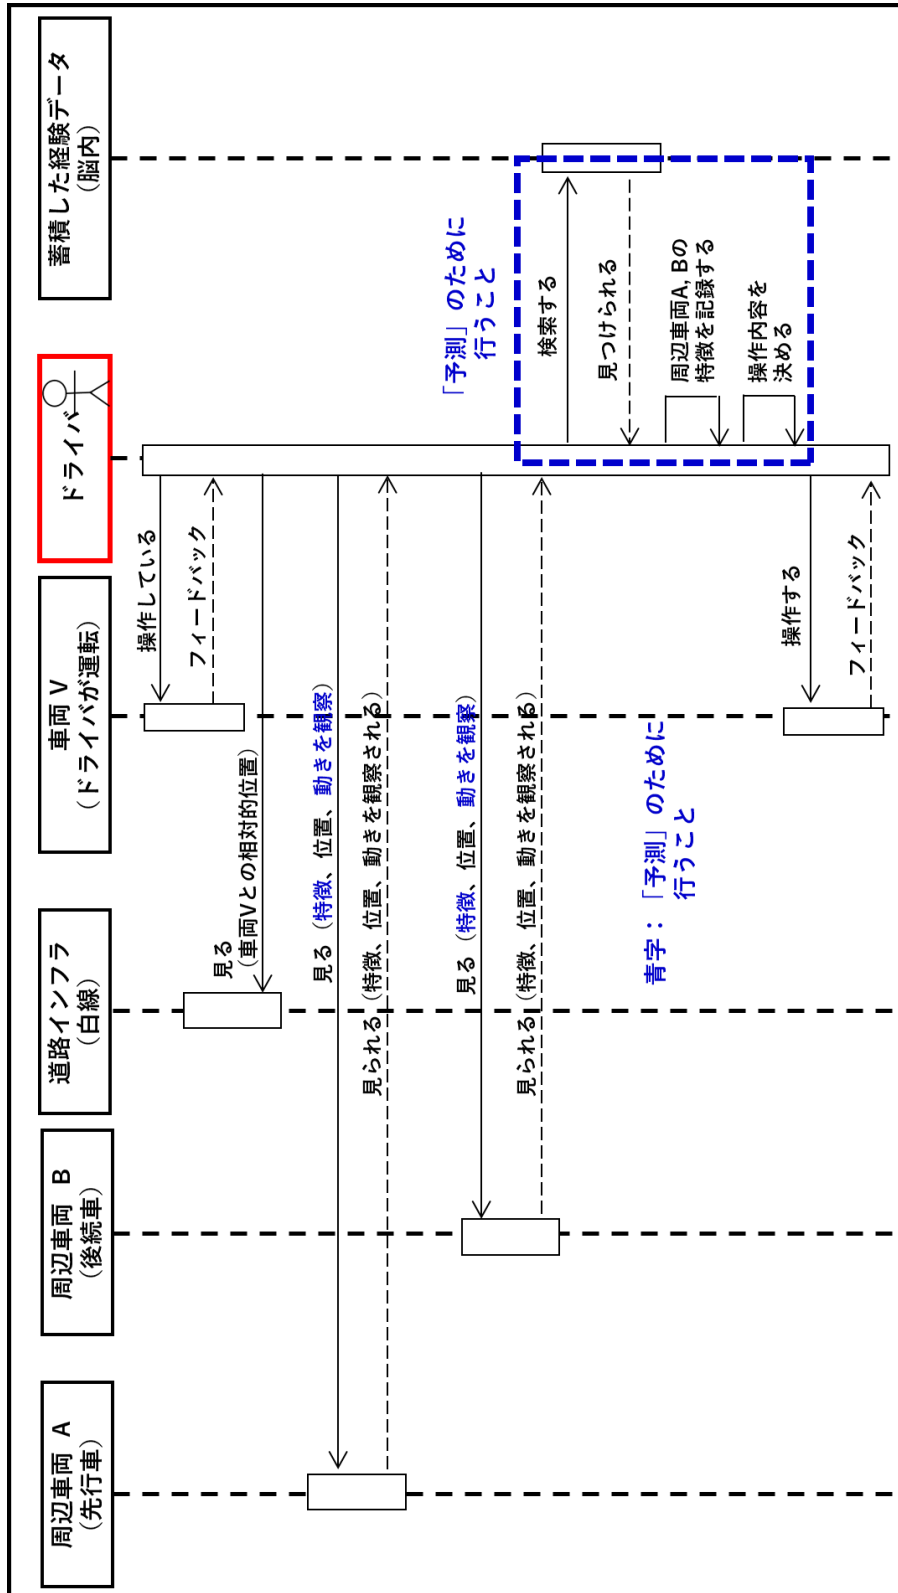 周辺車両 A
（先行車）
周辺車両 B
（後続車）
道路インフラ
（白線）
車両 V
（ドライバが運転）
ドライバ
蓄積した経験データ
（脳内）
操作している
フィードバック
見る
（車両Vとの相対的位置）
見る（特徴、位置、動きを観察）
見られる（特徴、位置、動きを観察される）
見る（特徴、位置、動きを観察）
見られる（特徴、位置、動きを観察される）
「予測」のために
行うこと
検索する
見つけられる
周辺車両A,Bの
特徴を記録する
操作内容を
決める
操作する
フィードバック
青字：「予測」のために
行うこと